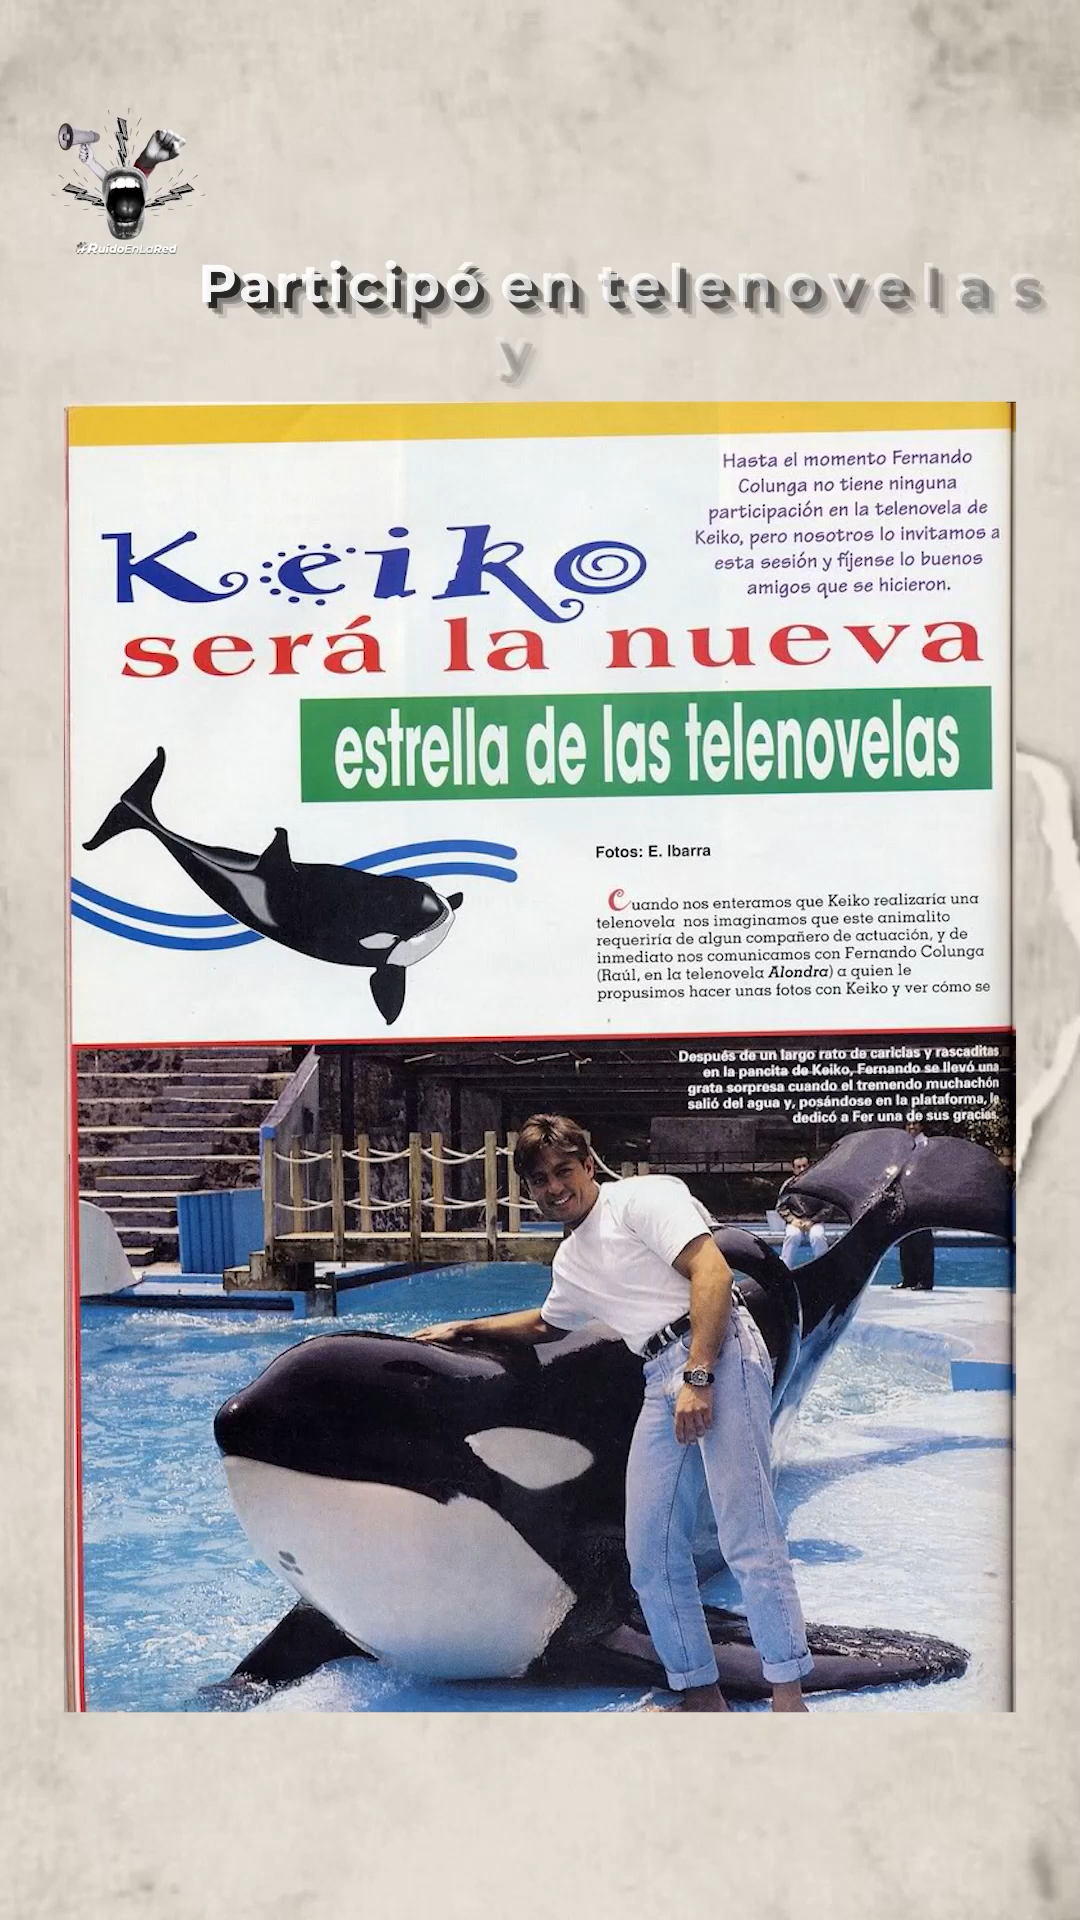 #RuidoEnLaRed
Participó en telenovelas
y
Hasta el momento Fernando
Colunga no tiene ninguna
participación en la telenovela de
Keiko, pero nosotros lo invitamos a
esta sesión y fíjense lo buenos
amigos que se hicieron.
Keiko
será la nueva
estrella de las telenovelas
Fotos: E. Ibarra
Cuando nos enteramos que Keiko realizaría una
telenovela nos imaginamos que este animalito
requeriría de algun compañero de actuación, y de
inmediato nos comunicamos con Fernando Colunga
(Raúl, en la telenovela Alondra) a quien le
propusimos hacer unas fotos con Keiko y ver cómo se
Después de un largo rato de caricias y rascaditas
en la pancita de Keiko, Fernando se llevó una
grata sorpresa cuando el tremendo muchachón
salió del agua y, posándose en la plataforma, le
dedicó a Fer una de sus gracias.